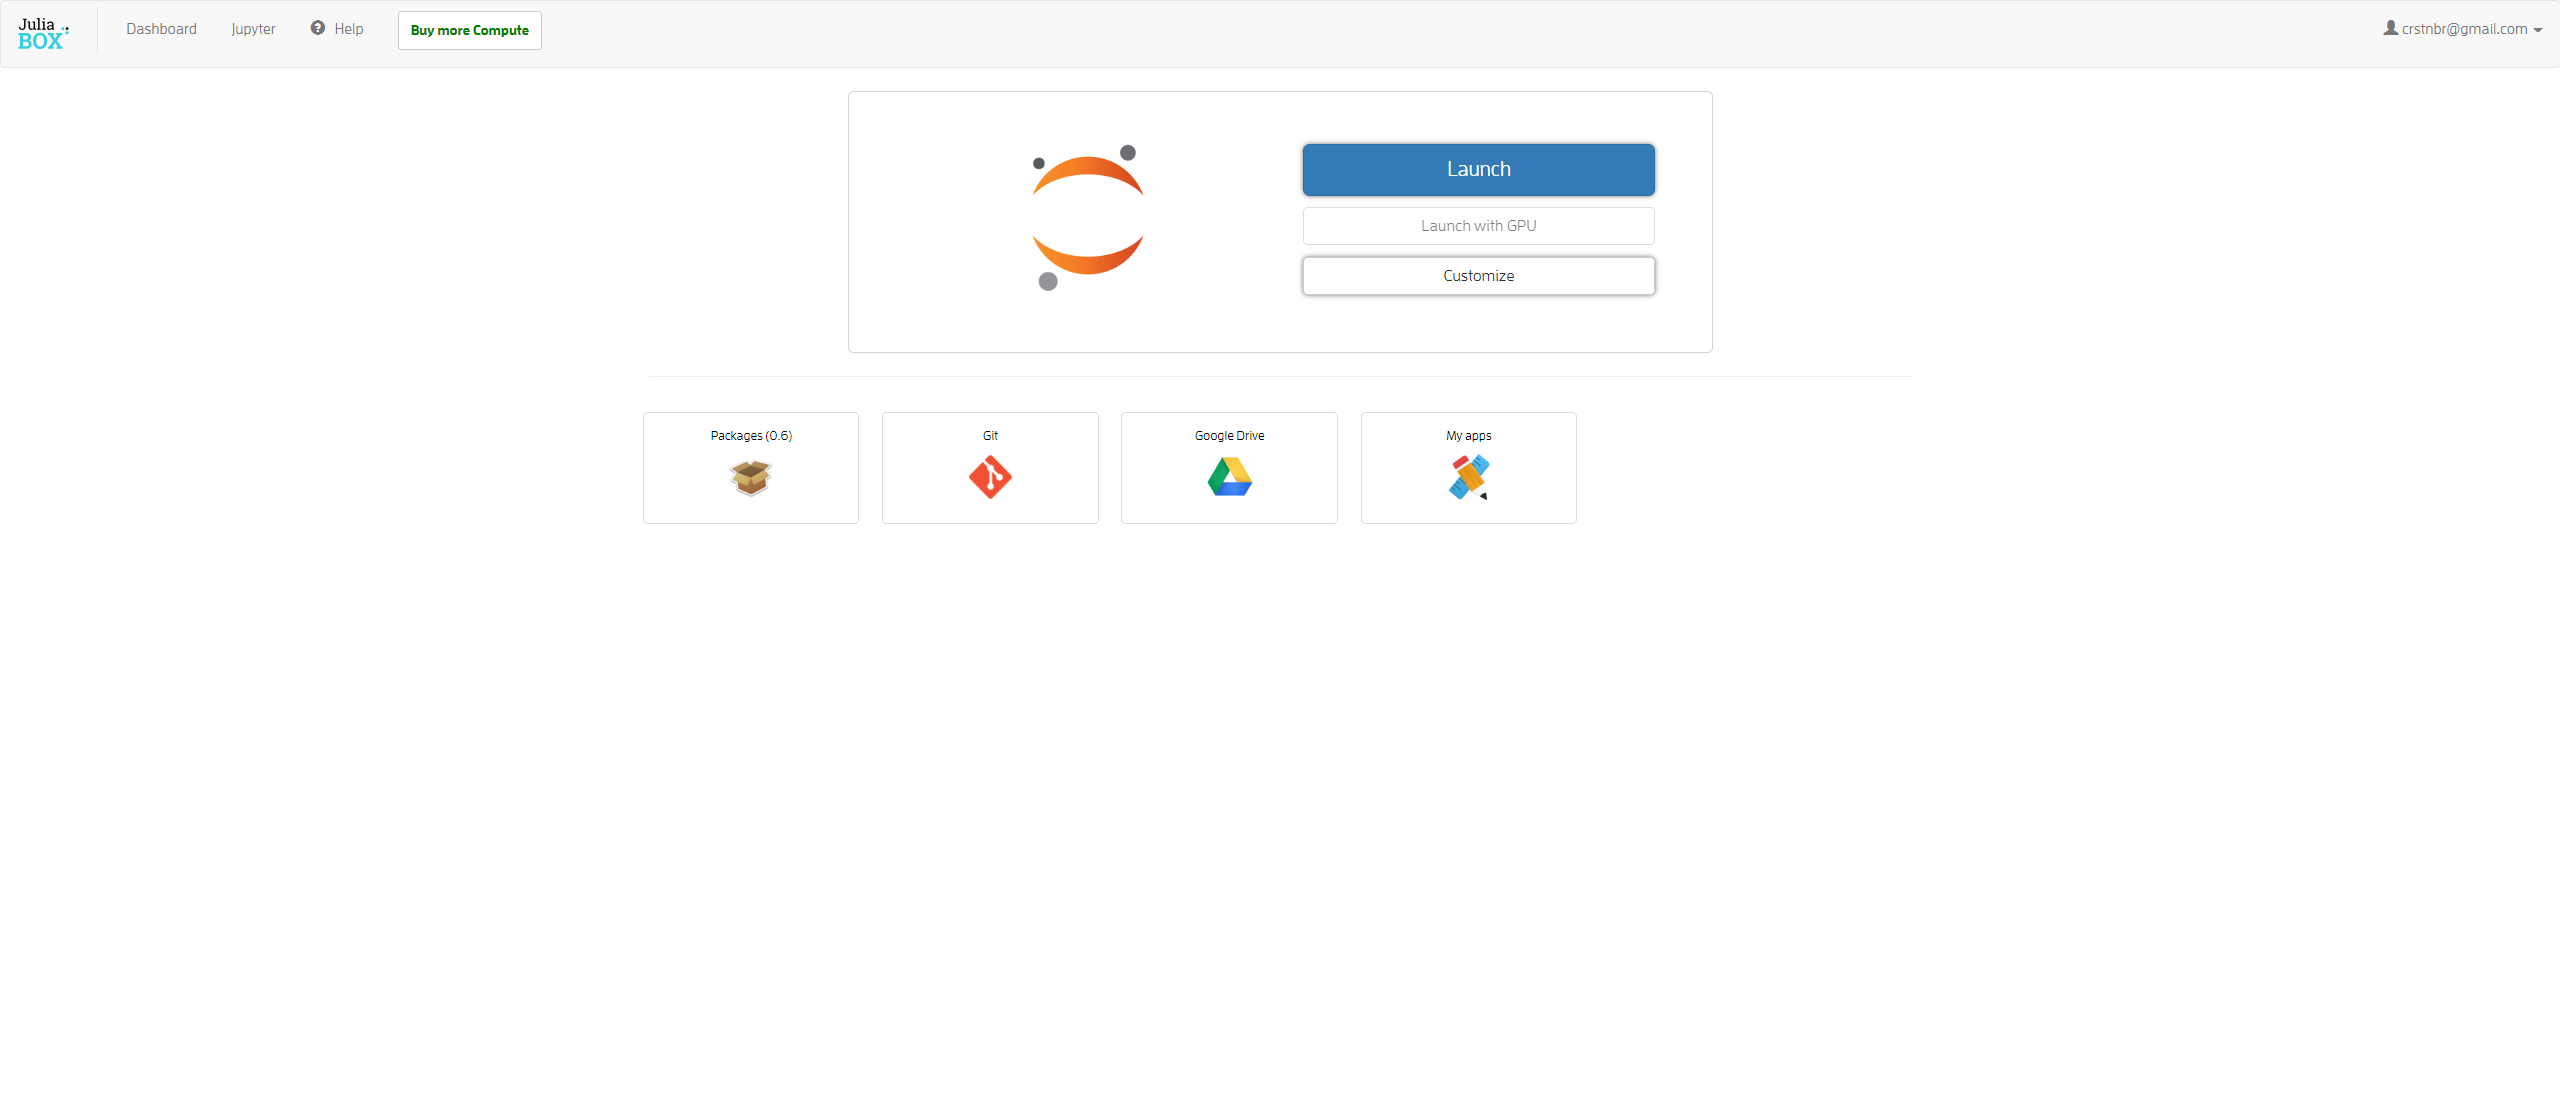 Julia
BOX
Dashboard
Jupyter
Help
Buy more Compute
crstnbr@gmail.com
Launch
Launch with GPU
Customize
Packages (0.6)
Git
Google Drive
My apps